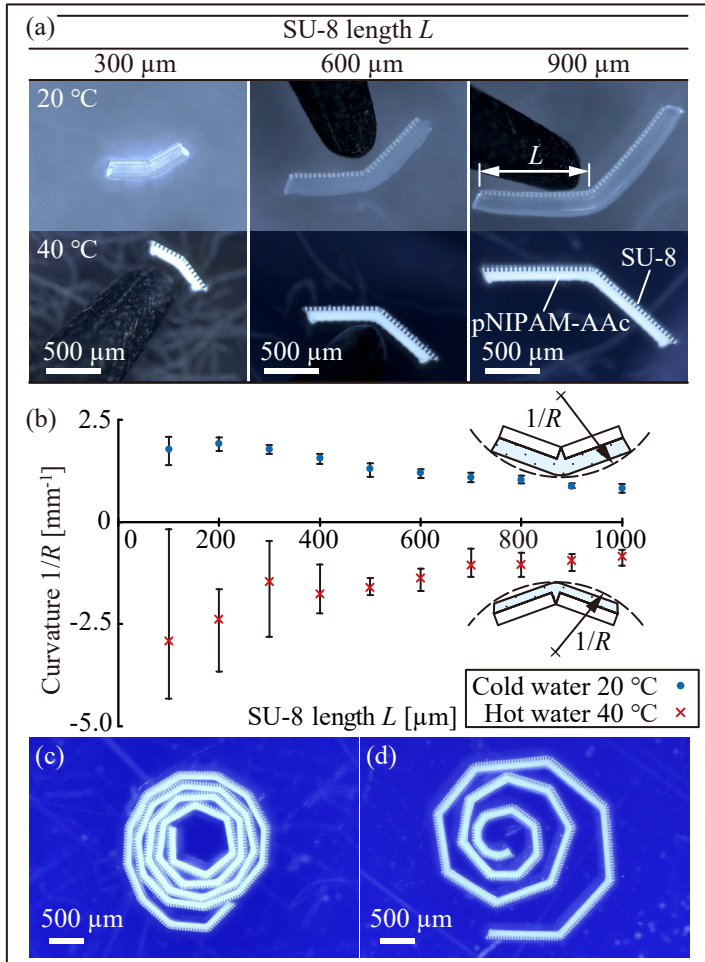 (a)
SU-8 length L
300 µm 600 µm 900 µm
20 °C
L
40 °C
SU-8
pNIPAM-AAc
500 µm 500 µm 500 µm
(b)
Curvature 1/R [mm⁻¹]
2.5
0
-2.5
-5.0
0 200 400 600 800 1000
SU-8 length L [µm]
1/R
1/R
Cold water 20 °C
Hot water 40 °C
(c) (d)
500 µm 500 µm